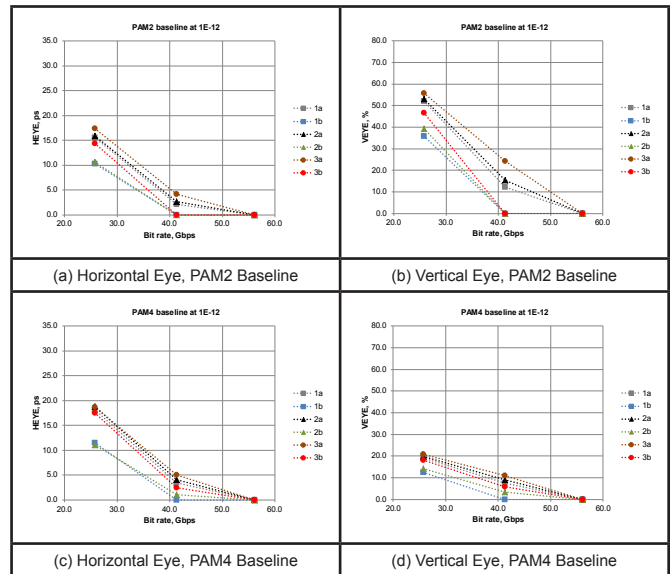 PAM2 baseline at 1E-12
HEYE, ps
35.0
30.0
25.0
20.0
15.0
10.0
5.0
0.0
20.0 30.0 40.0 50.0 60.0
Bit rate, Gbps
1a
1b
2a
2b
3a
3b
(a) Horizontal Eye, PAM2 Baseline
PAM2 baseline at 1E-12
VEYE, %
80.0
70.0
60.0
50.0
40.0
30.0
20.0
10.0
0.0
20.0 30.0 40.0 50.0 60.0
Bit rate, Gbps
1a
1b
2a
2b
3a
3b
(b) Vertical Eye, PAM2 Baseline
PAM4 baseline at 1E-12
HEYE, ps
35.0
30.0
25.0
20.0
15.0
10.0
5.0
0.0
20.0 30.0 40.0 50.0 60.0
Bit rate, Gbps
1a
1b
2a
2b
3a
3b
(c) Horizontal Eye, PAM4 Baseline
PAM4 baseline at 1E-12
VEYE, %
80.0
70.0
60.0
50.0
40.0
30.0
20.0
10.0
0.0
20.0 30.0 40.0 50.0 60.0
Bit rate, Gbps
1a
1b
2a
2b
3a
3b
(d) Vertical Eye, PAM4 Baseline